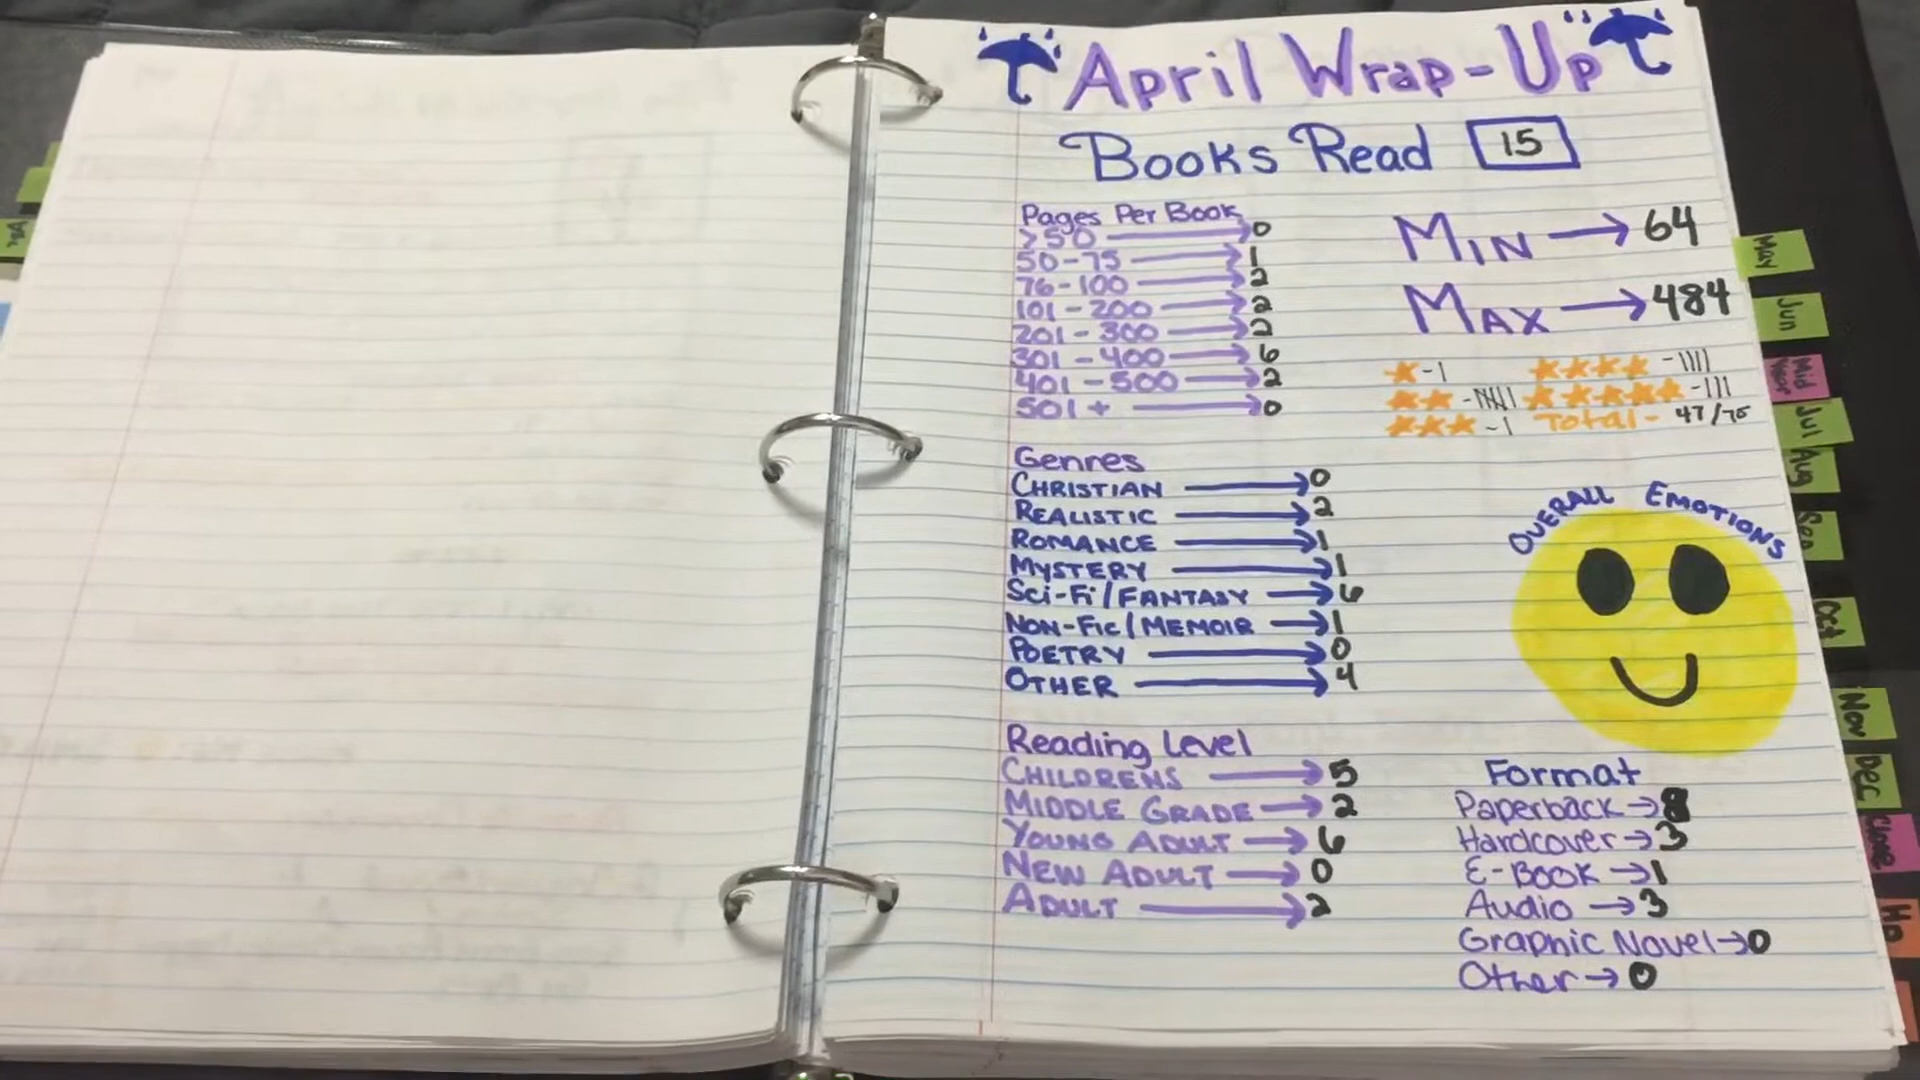 April Wrap-Up
Books Read 15
Pages Per Book
>50 → 0
50-75 → 1
76-100 → 2
101-200 → 2
201-300 → 2
301-400 → 6
401-500 → 2
501+ → 0
Min → 64
Max → 484
★ - 1
★★ - 𝍸 |
★★★ - 1
★★★★ - ||||
★★★★★ - |||
Total - 47/75
Genres
Christian → 0
Realistic → 2
Romance → 1
Mystery → 1
Sci-Fi/Fantasy → 6
Non-Fic/Memoir → 1
Poetry → 0
Other → 4
Overall Emotions
Reading Level
Childrens → 5
Middle Grade → 2
Young Adult → 6
New Adult → 0
Adult → 2
Format
Paperback → 8
Hardcover → 3
E-Book → 1
Audio → 3
Graphic Novel → 0
Other → 0
May
Jun
Mid Year
Jul
Aug
Sep
Oct
Nov
Dec